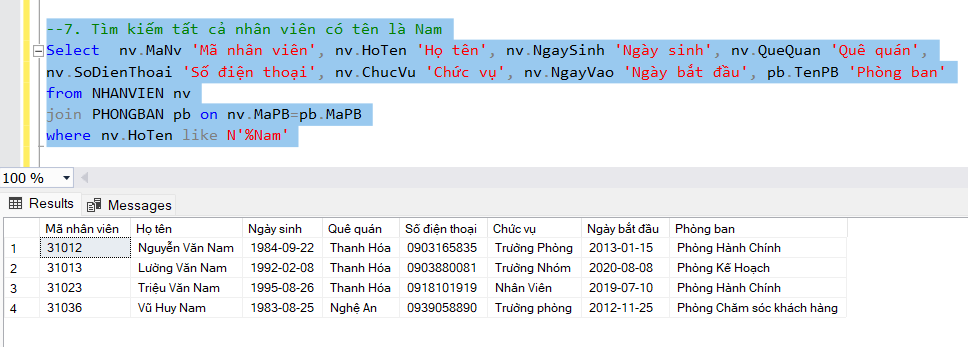 --7. Tìm kiếm tất cả nhân viên có tên là Nam
Select nv.MaNv 'Mã nhân viên', nv.HoTen 'Họ tên', nv.NgaySinh 'Ngày sinh', nv.QueQuan 'Quê quán',
nv.SoDienThoai 'Số điện thoại', nv.ChucVu 'Chức vụ', nv.NgayVao 'Ngày bắt đầu', pb.TenPB 'Phòng ban'
from NHANVIEN nv
join PHONGBAN pb on nv.MaPB=pb.MaPB
where nv.HoTen like N'%Nam'
100 %
Results Messages
Mã nhân viên Họ tên Ngày sinh Quê quán Số điện thoại Chức vụ Ngày bắt đầu Phòng ban
1 31012 Nguyễn Văn Nam 1984-09-22 Thanh Hóa 0903165835 Trưởng Phòng 2013-01-15 Phòng Hành Chính
2 31013 Lường Văn Nam 1992-02-08 Thanh Hóa 0903880081 Trưởng Nhóm 2020-08-08 Phòng Kế Hoạch
3 31023 Triệu Văn Nam 1995-08-26 Thanh Hóa 0918101919 Nhân Viên 2019-07-10 Phòng Hành Chính
4 31036 Vũ Huy Nam 1983-08-25 Nghệ An 0939058890 Trưởng phòng 2012-11-25 Phòng Chăm sóc khách hàng